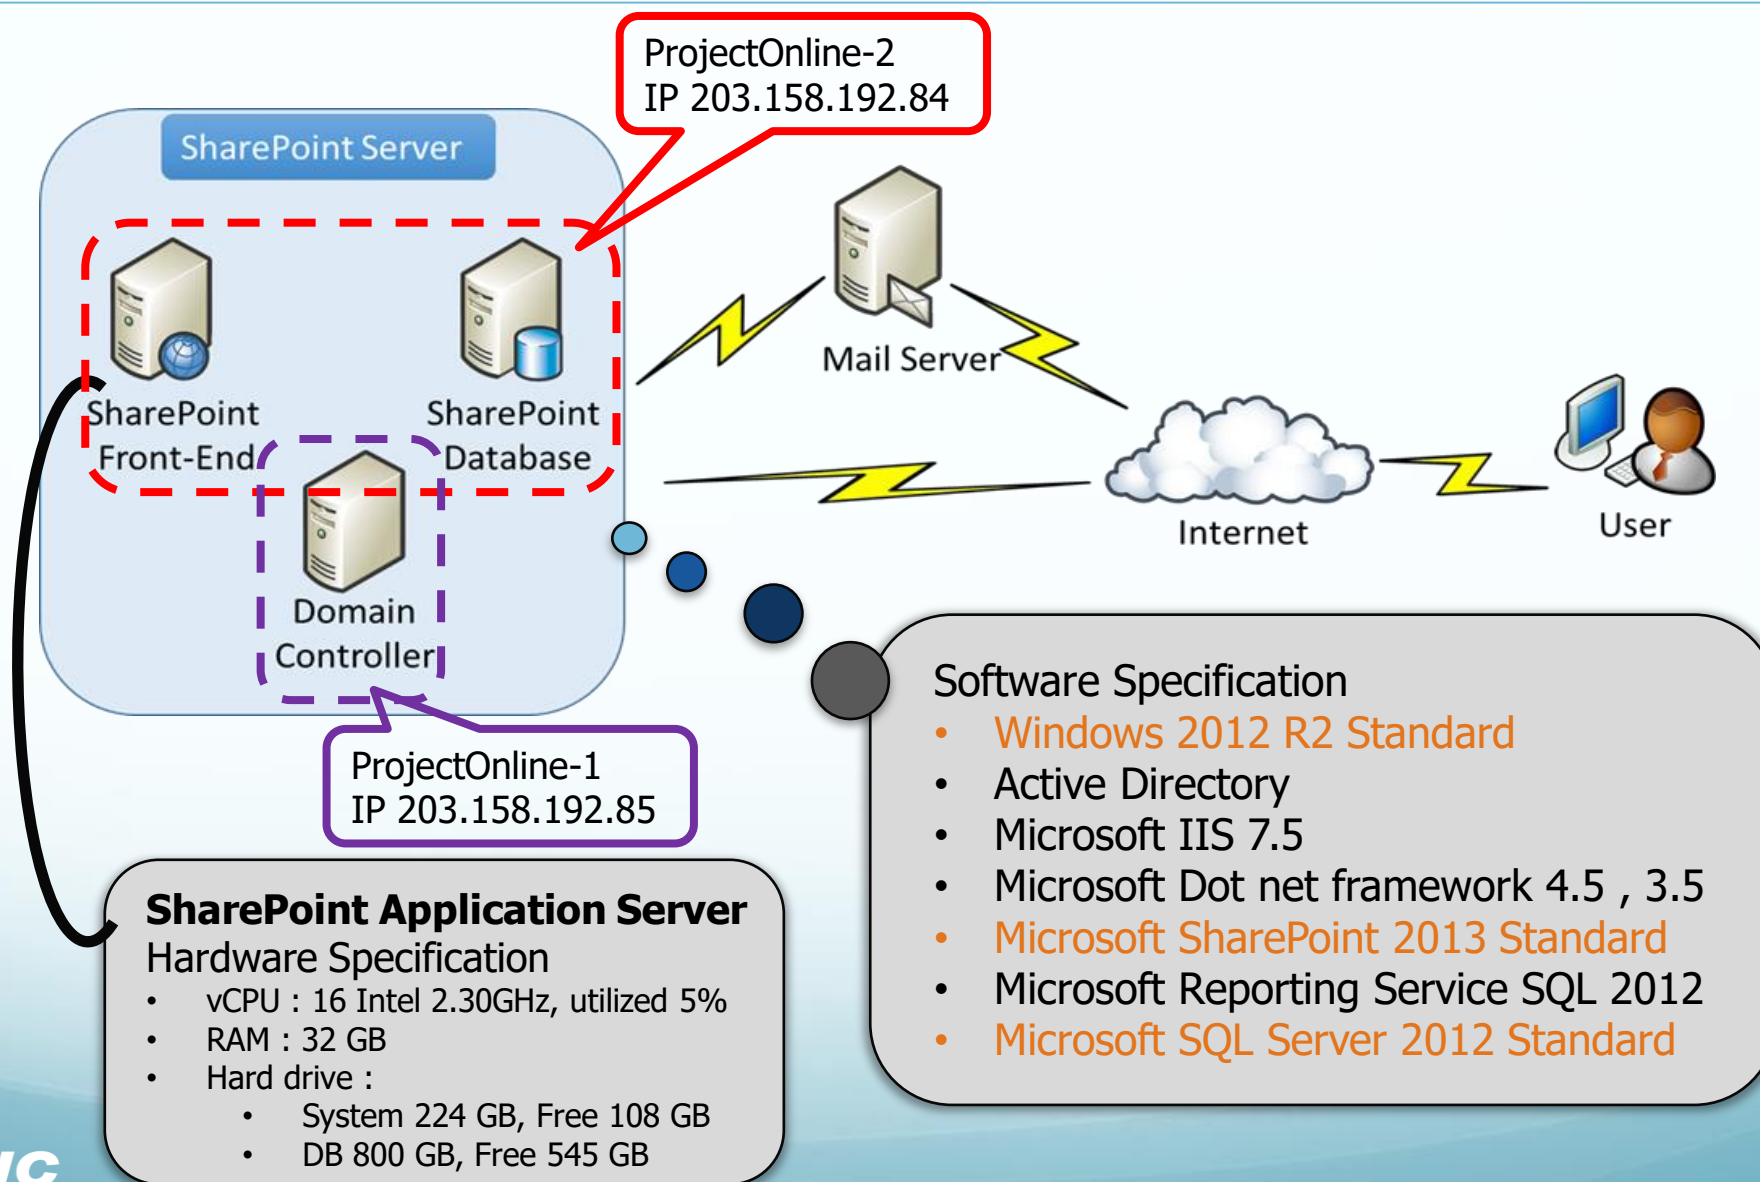 ProjectOnline-2
IP 203.158.192.84
SharePoint Server
SharePoint
Front-End
SharePoint
Database
Domain
Controller
Mail Server
Internet
User
ProjectOnline-1
IP 203.158.192.85
SharePoint Application Server
Hardware Specification
• vCPU : 16 Intel 2.30GHz, utilized 5%
• RAM : 32 GB
• Hard drive :
• System 224 GB, Free 108 GB
• DB 800 GB, Free 545 GB
Software Specification
• Windows 2012 R2 Standard
• Active Directory
• Microsoft IIS 7.5
• Microsoft Dot net framework 4.5 , 3.5
• Microsoft SharePoint 2013 Standard
• Microsoft Reporting Service SQL 2012
• Microsoft SQL Server 2012 Standard